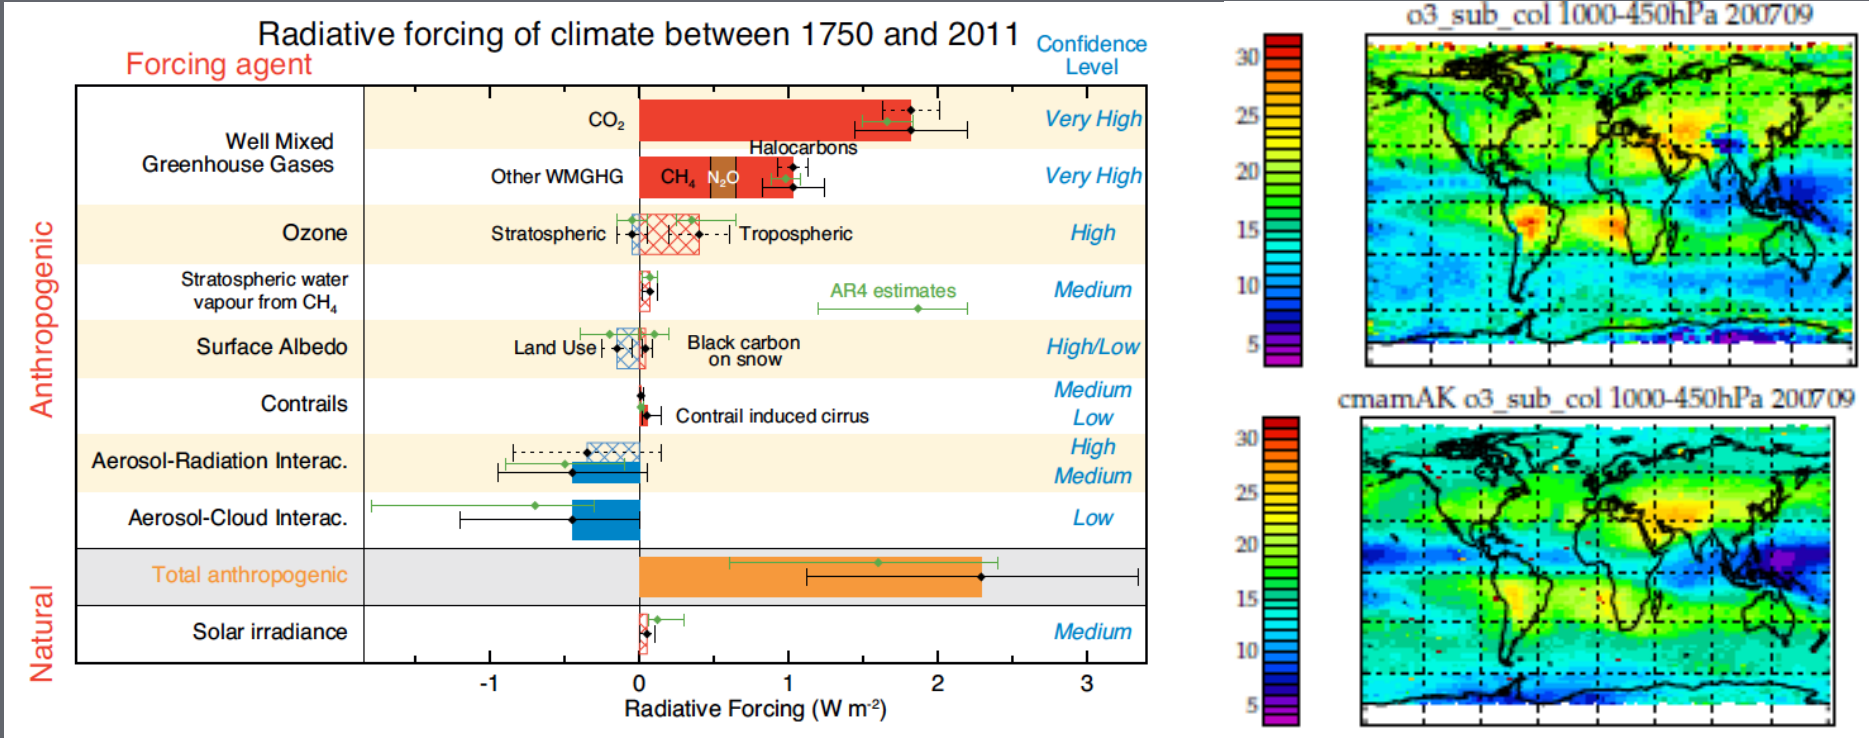 Radiative forcing of climate between 1750 and 2011
Forcing agent
Confidence
Level
Anthropogenic
Natural
Well Mixed
Greenhouse Gases
CO2
Very High
Halocarbons
Other WMGHG
CH4
N2O
Very High
Ozone
Stratospheric
Tropospheric
High
Stratospheric water
vapour from CH4
AR4 estimates
Medium
Surface Albedo
Land Use
Black carbon
on snow
High/Low
Contrails
Medium
Contrail induced cirrus
Low
Aerosol-Radiation Interac.
High
Medium
Aerosol-Cloud Interac.
Low
Total anthropogenic
Solar irradiance
Medium
-1 0 1 2 3
Radiative Forcing (W m-2)
o3_sub_col 1000-450hPa 200709
30
25
20
15
10
5
cmamAK o3_sub_col 1000-450hPa 200709
30
25
20
15
10
5